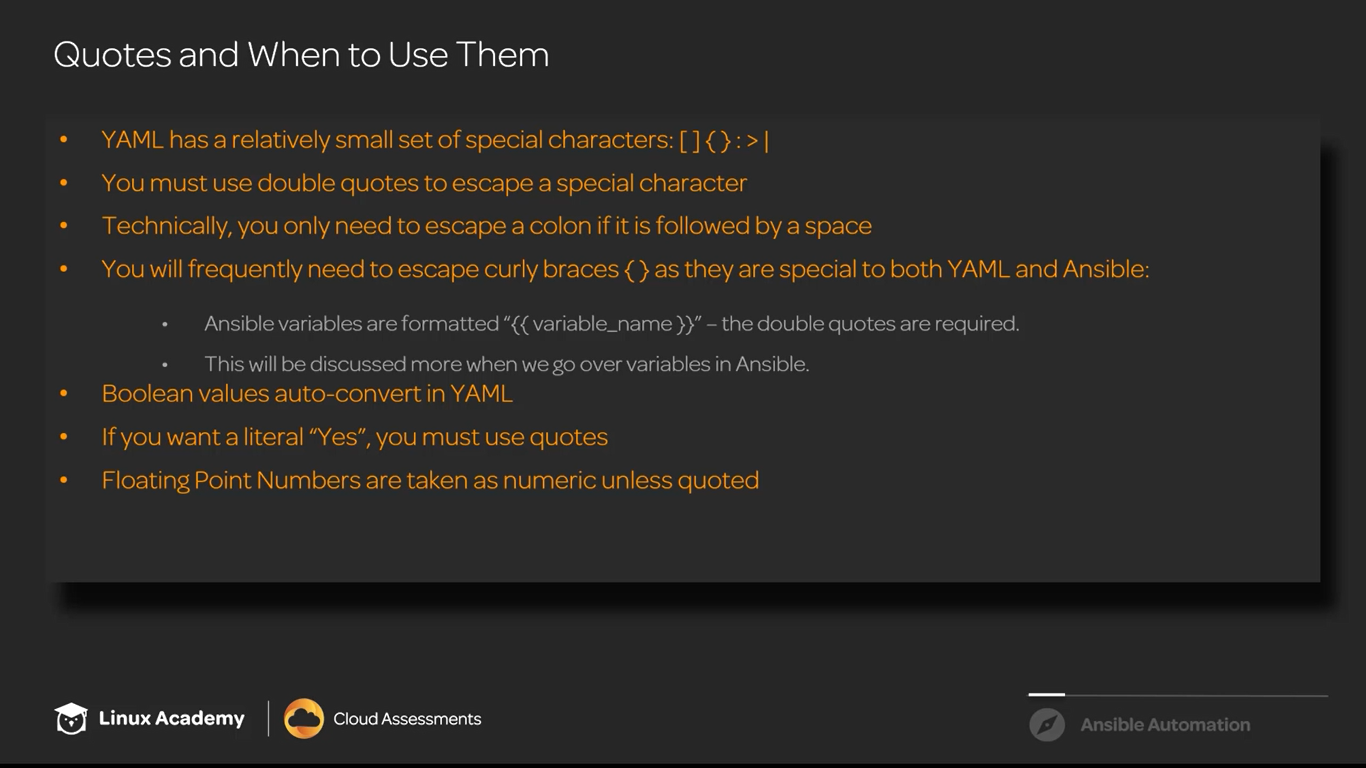 Quotes and When to Use Them
• YAML has a relatively small set of special characters: [ ] { } : > |
• You must use double quotes to escape a special character
• Technically, you only need to escape a colon if it is followed by a space
• You will frequently need to escape curly braces { } as they are special to both YAML and Ansible:
• Ansible variables are formatted “{{ variable_name }}” – the double quotes are required.
• This will be discussed more when we go over variables in Ansible.
• Boolean values auto-convert in YAML
• If you want a literal “Yes”, you must use quotes
• Floating Point Numbers are taken as numeric unless quoted
Linux Academy
Cloud Assessments
Ansible Automation